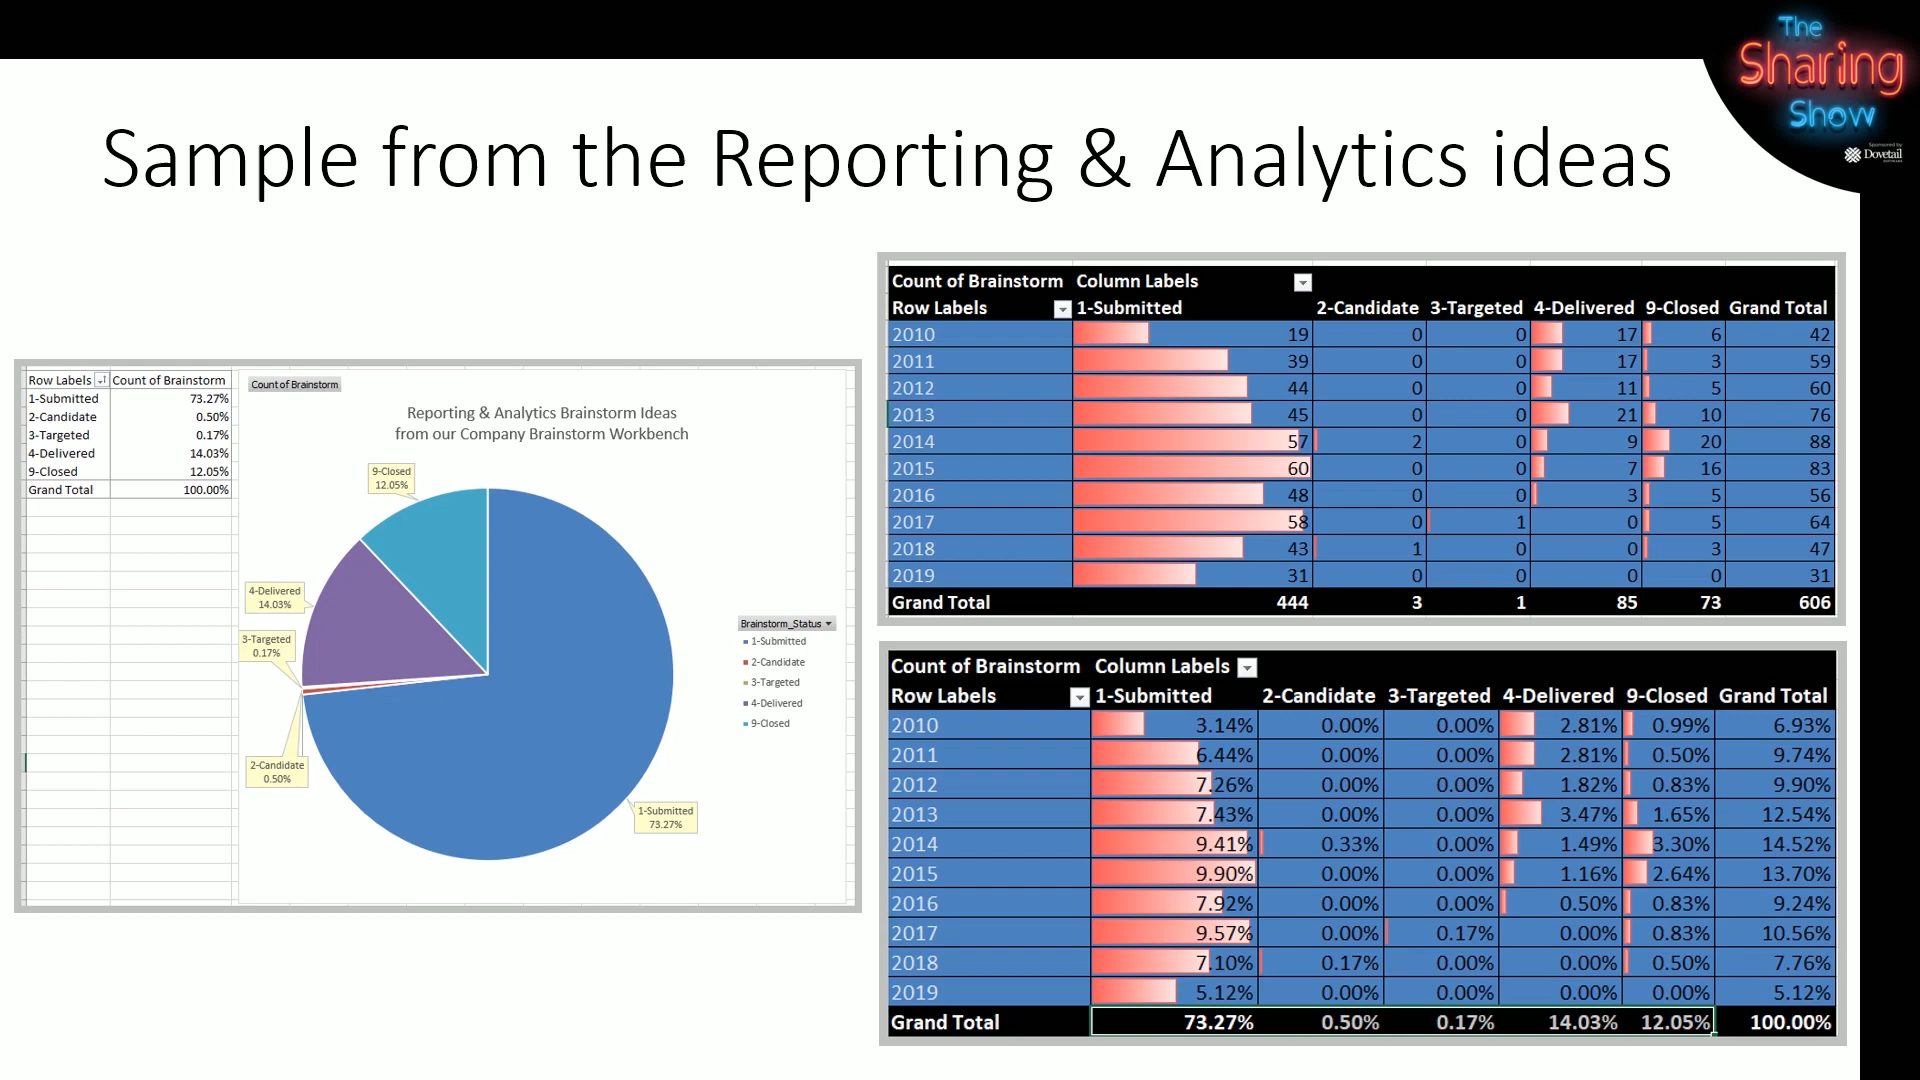 The
Sharing
Show
Sponsored by
Dovetail
SOFTWARE
Sample from the Reporting & Analytics ideas
Row Labels Count of Brainstorm
1-Submitted 73.27%
2-Candidate 0.50%
3-Targeted 0.17%
4-Delivered 14.03%
9-Closed 12.05%
Grand Total 100.00%
Count of Brainstorm
Reporting & Analytics Brainstorm Ideas
from our Company Brainstorm Workbench
9-Closed
12.05%
4-Delivered
14.03%
3-Targeted
0.17%
2-Candidate
0.50%
1-Submitted
73.27%
Brainstorm_Status
1-Submitted
2-Candidate
3-Targeted
4-Delivered
9-Closed
Count of Brainstorm Column Labels
Row Labels 1-Submitted 2-Candidate 3-Targeted 4-Delivered 9-Closed Grand Total
2010 19 0 0 17 6 42
2011 39 0 0 17 3 59
2012 44 0 0 11 5 60
2013 45 0 0 21 10 76
2014 57 2 0 9 20 88
2015 60 0 0 7 16 83
2016 48 0 0 3 5 56
2017 58 0 1 0 5 64
2018 43 1 0 0 3 47
2019 31 0 0 0 0 31
Grand Total 444 3 1 85 73 606
Count of Brainstorm Column Labels
Row Labels 1-Submitted 2-Candidate 3-Targeted 4-Delivered 9-Closed Grand Total
2010 3.14% 0.00% 0.00% 2.81% 0.99% 6.93%
2011 6.44% 0.00% 0.00% 2.81% 0.50% 9.74%
2012 7.26% 0.00% 0.00% 1.82% 0.83% 9.90%
2013 7.43% 0.00% 0.00% 3.47% 1.65% 12.54%
2014 9.41% 0.33% 0.00% 1.49% 3.30% 14.52%
2015 9.90% 0.00% 0.00% 1.16% 2.64% 13.70%
2016 7.92% 0.00% 0.00% 0.50% 0.83% 9.24%
2017 9.57% 0.00% 0.17% 0.00% 0.83% 10.56%
2018 7.10% 0.17% 0.00% 0.00% 0.50% 7.76%
2019 5.12% 0.00% 0.00% 0.00% 0.00% 5.12%
Grand Total 73.27% 0.50% 0.17% 14.03% 12.05% 100.00%